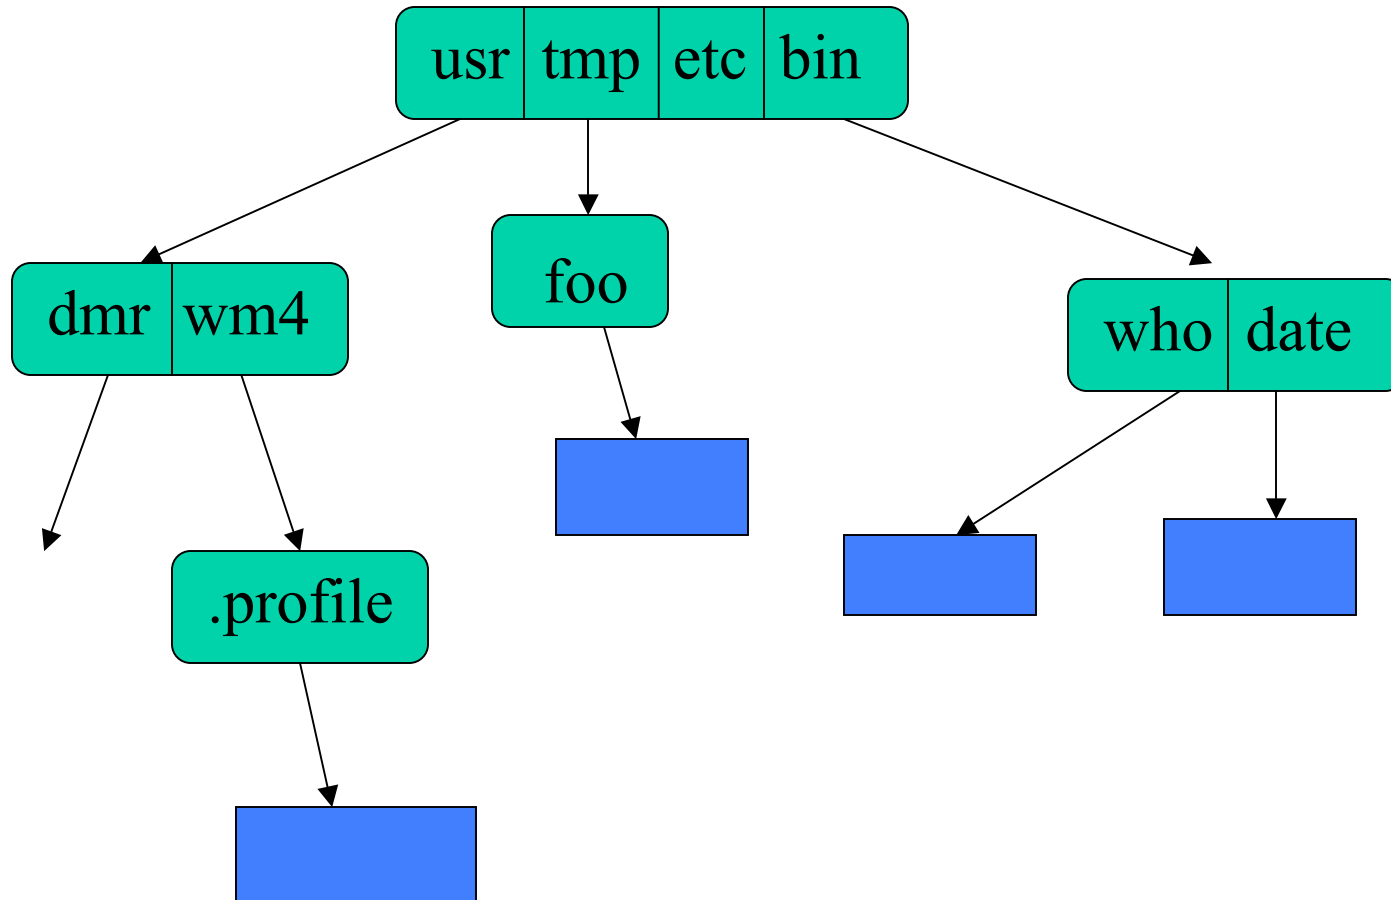 usr tmp etc bin
foo
dmr wm4
who date
.profile